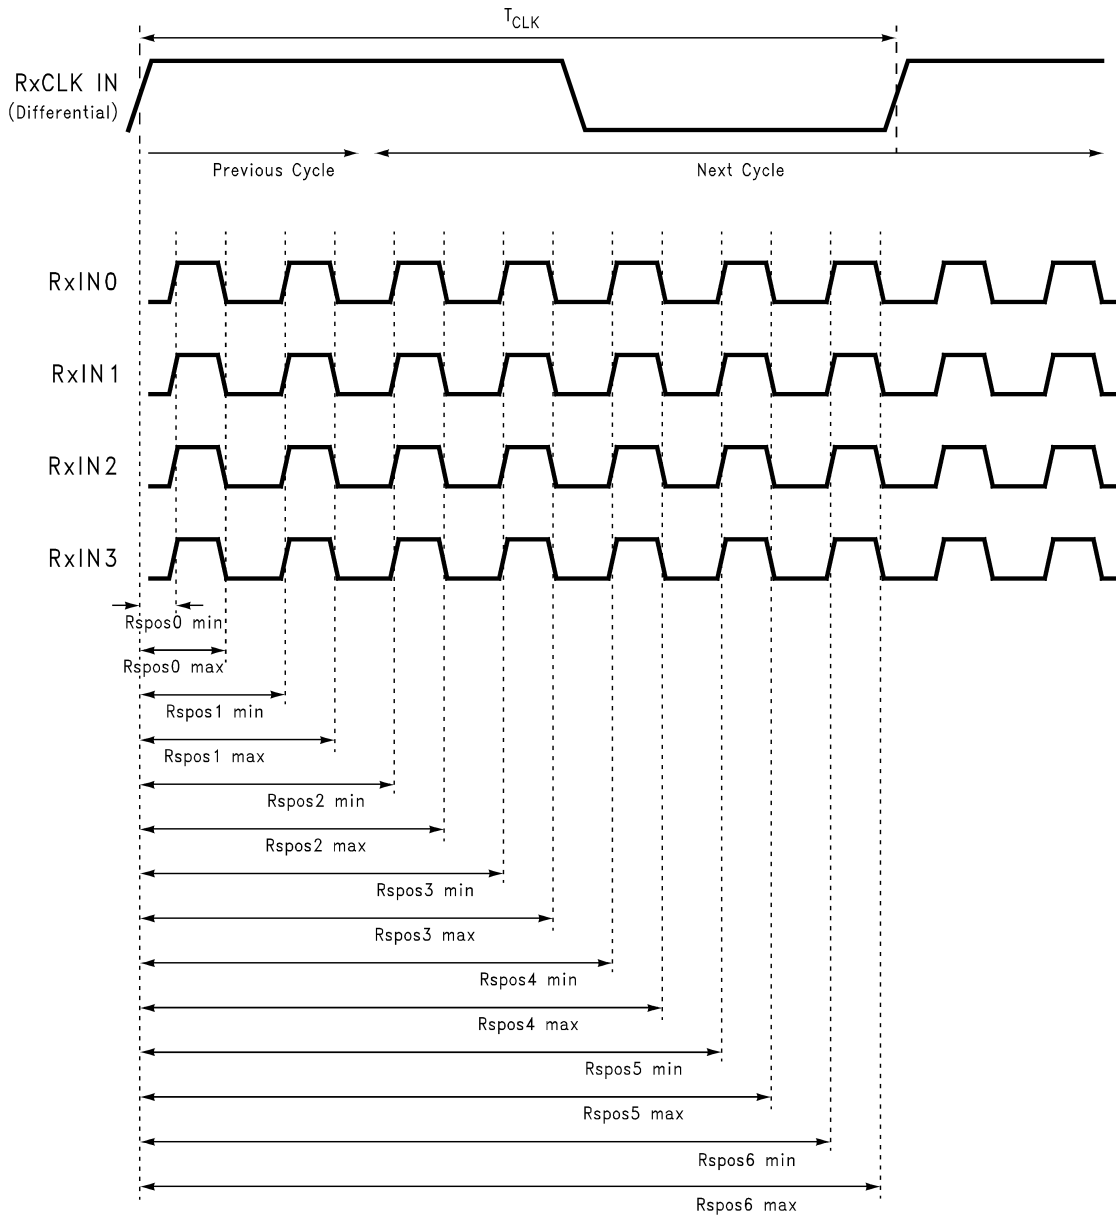 TCLK
RxCLK IN
(Differential)
Previous Cycle
Next Cycle
RxIN0
RxIN1
RxIN2
RxIN3
Rspos0 min
Rspos0 max
Rspos1 min
Rspos1 max
Rspos2 min
Rspos2 max
Rspos3 min
Rspos3 max
Rspos4 min
Rspos4 max
Rspos5 min
Rspos5 max
Rspos6 min
Rspos6 max